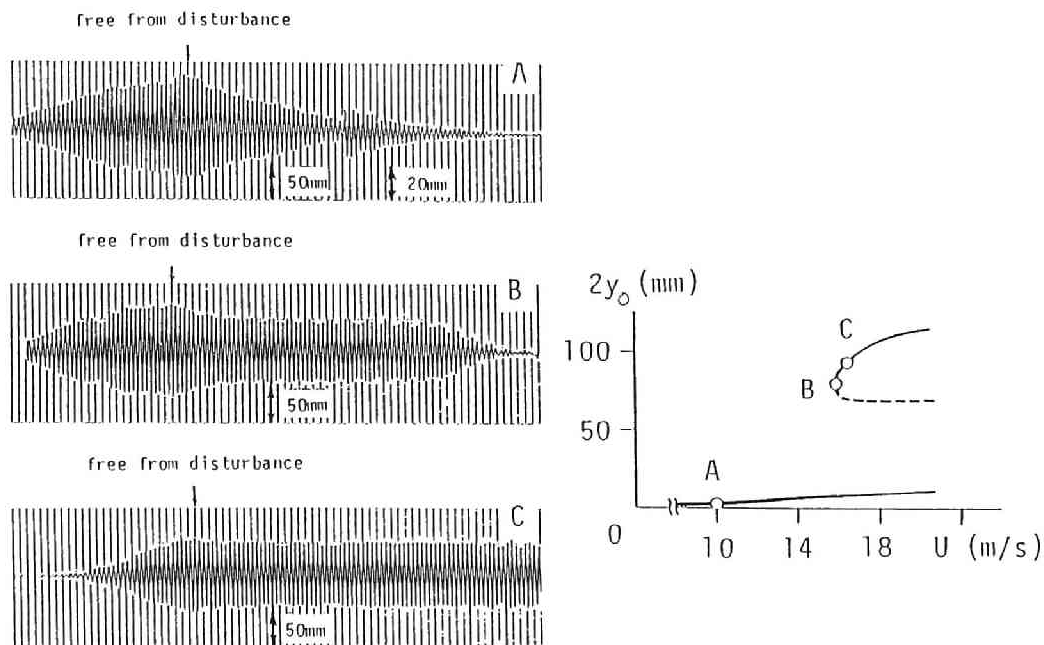 free from disturbance
A
50mm
20mm
free from disturbance
B
50mm
free from disturbance
C
50mm
2y₀ (mm)
C
100
B
50
A
0
10
14
18
U (m/s)